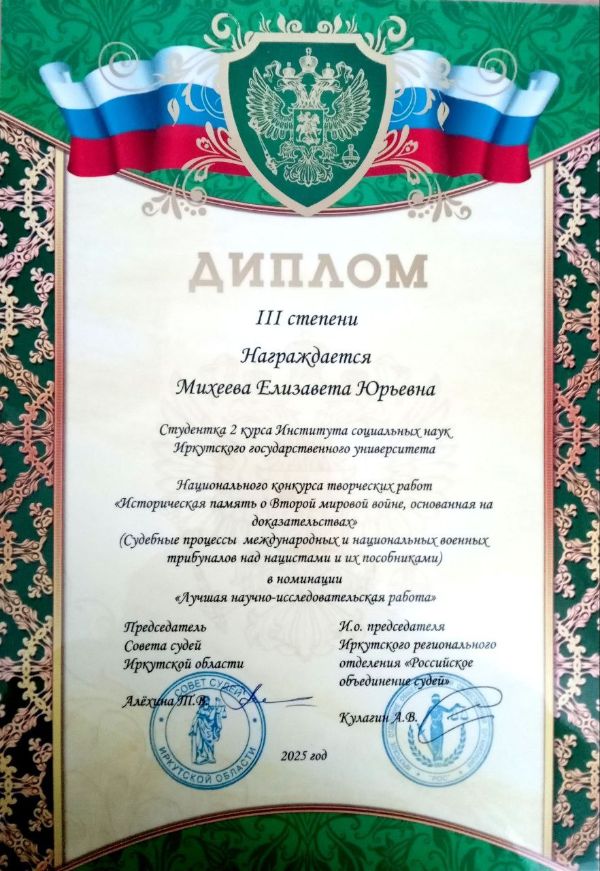 ДИПЛОМ
III степени
Награждается
Михеева Елизавета Юрьевна
Студентка 2 курса Института социальных наук
Иркутского государственного университета
Национального конкурса творческих работ
«Историческая память о Второй мировой войне, основанная на
доказательствах»
(Судебные процессы международных и национальных военных
трибуналов над нацистами и их пособниками)
в номинации
«Лучшая научно-исследовательская работа»
Председатель
Совета судей
Иркутской области
Алёхина Т.В.
СОВЕТ СУДЕЙ
ИРКУТСКОЙ ОБЛАСТИ
И.о. председателя
Иркутского регионального
отделения «Российское
объединение судей»
Кулагин А.В.
"РОС"
2025 год